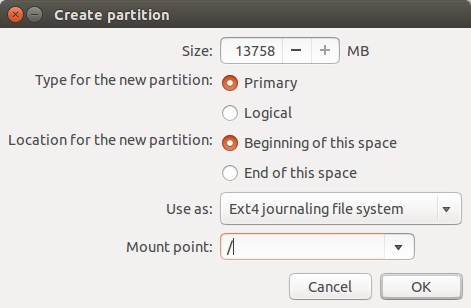 Create partition
Size: 13758 MB
Type for the new partition: Primary
Logical
Location for the new partition: Beginning of this space
End of this space
Use as: Ext4 journaling file system
Mount point: /
Cancel OK